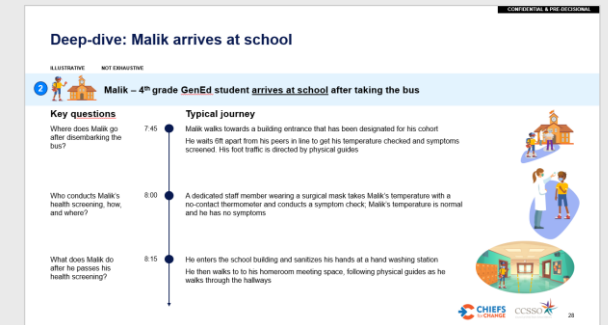 CONFIDENTIAL & PRE-DECISIONAL
Deep-dive: Malik arrives at school
ILLUSTRATIVE NOT EXHAUSTIVE
2 Malik – 4th grade GenEd student arrives at school after taking the bus
Key questions
Typical journey
Where does Malik go
after disembarking the
bus?
7:45
Malik walks towards a building entrance that has been designated for his cohort
He waits 6ft apart from his peers in line to get his temperature checked and symptoms
screened. His foot traffic is directed by physical guides
Who conducts Malik's
health screening, how,
and where?
8:00
A dedicated staff member wearing a surgical mask takes Malik's temperature with a
no-contact thermometer and conducts a symptom check; Malik's temperature is normal
and he has no symptoms
What does Malik do
after he passes his
health screening?
8:15
He enters the school building and sanitizes his hands at a hand washing station
He then walks to to his homeroom meeting space, following physical guides as he
walks through the hallways
CHIEFS
for CHANGE
CCSSO
28